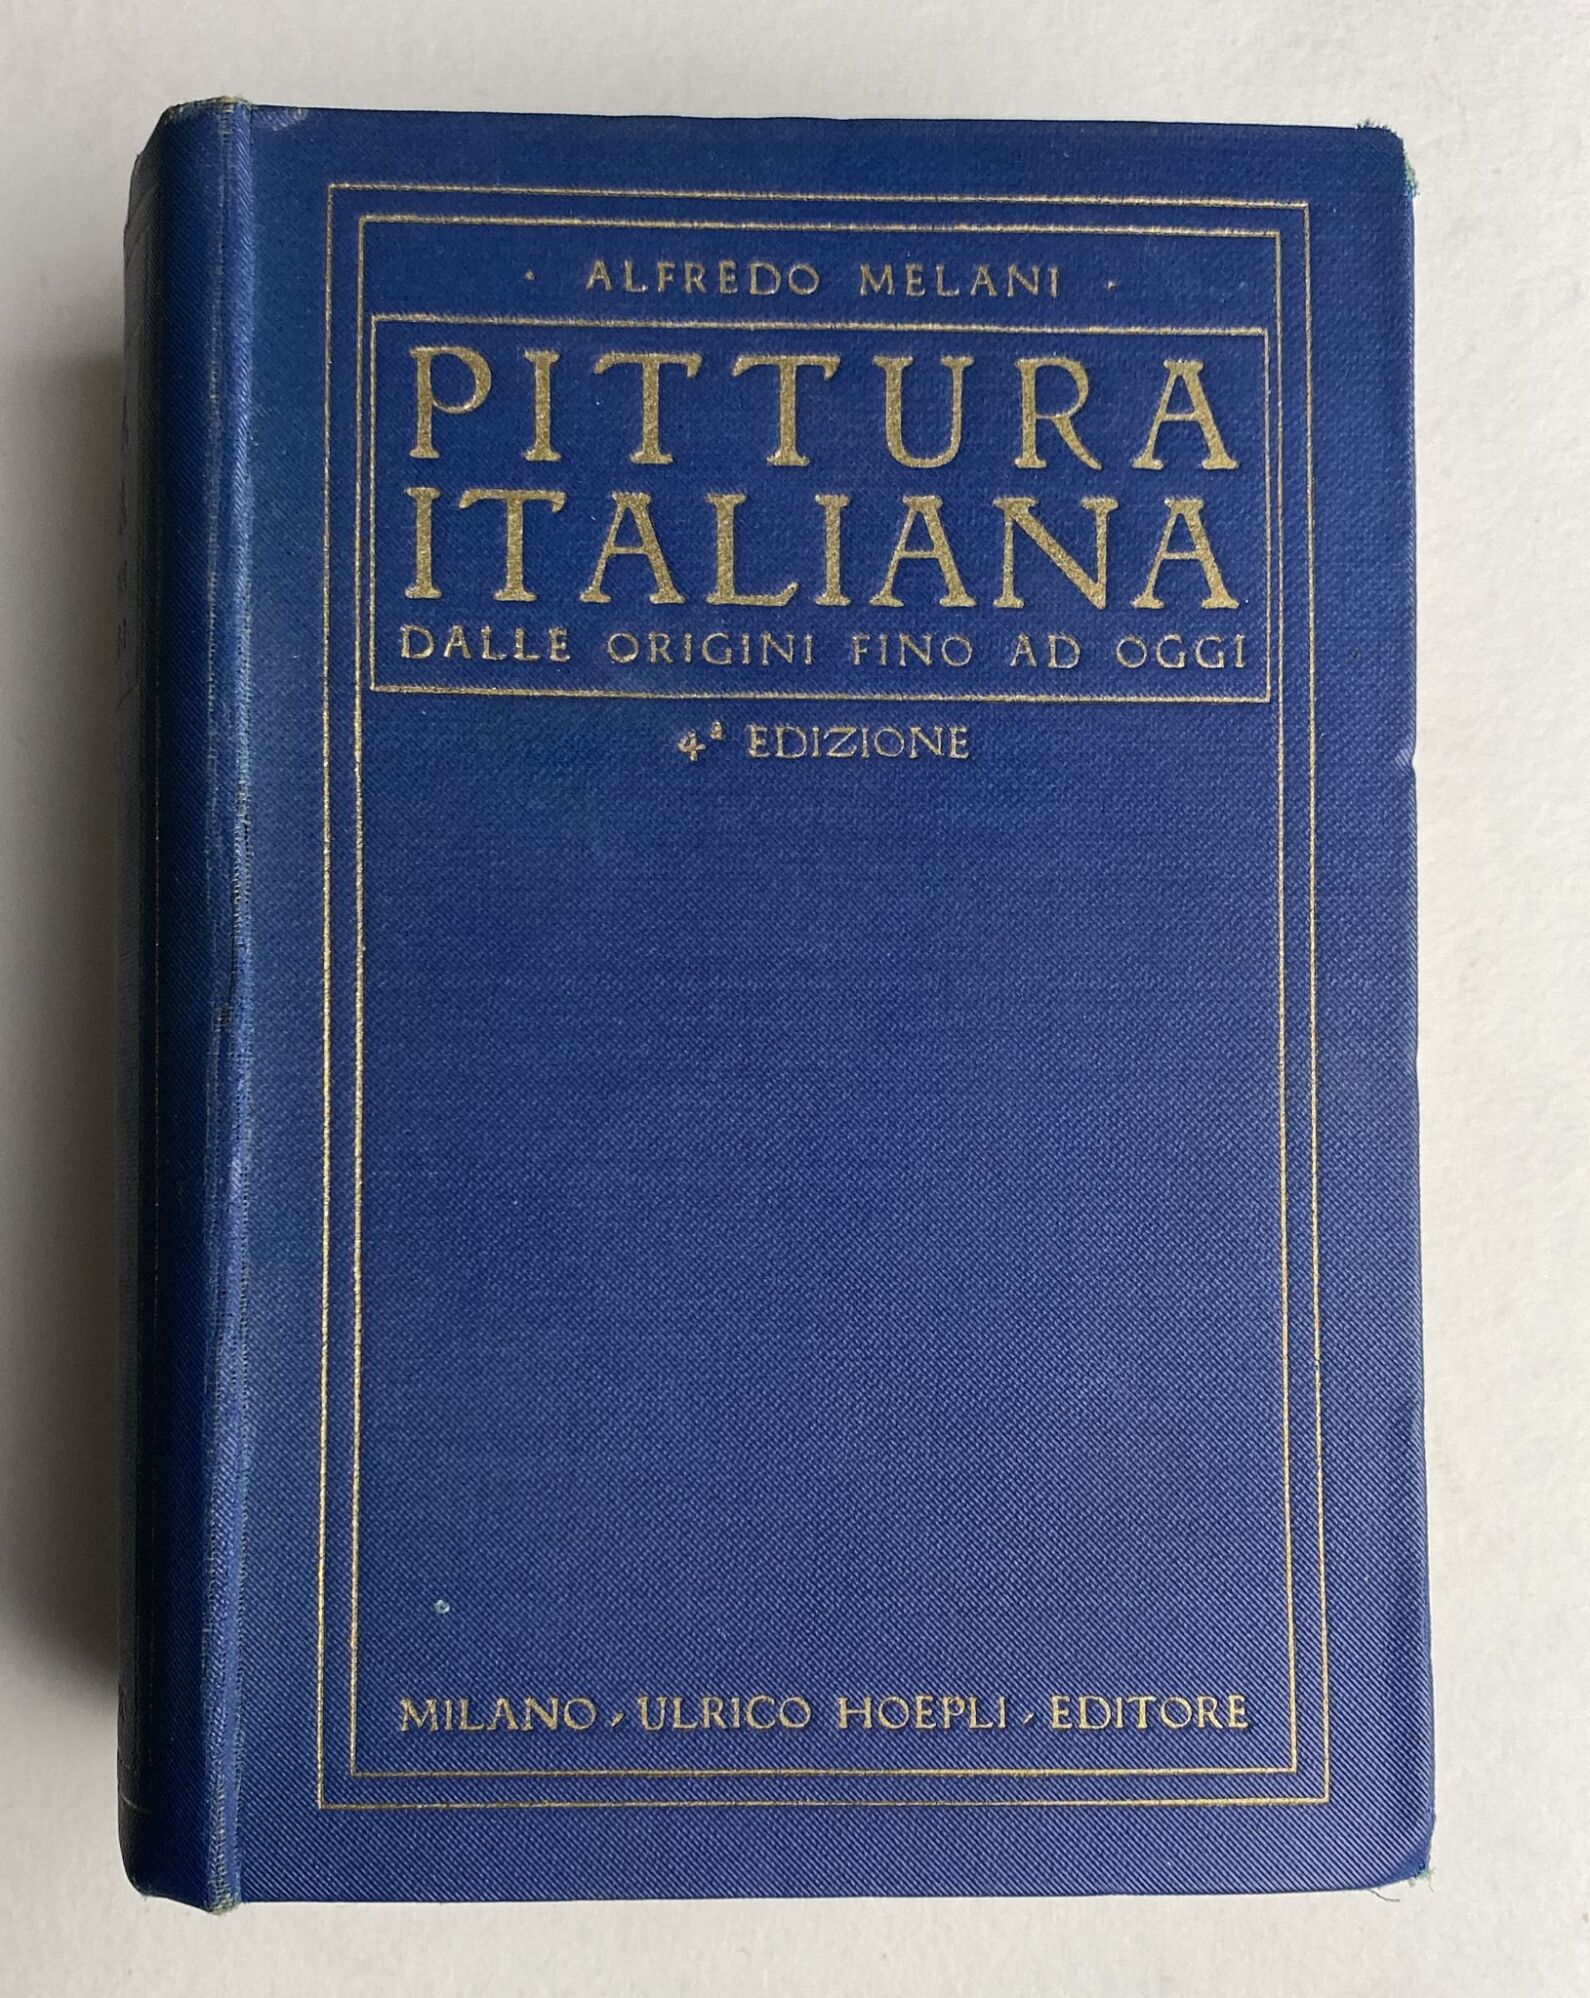 · ALFREDO MELANI ·
PITTURA
ITALIANA
DALLE ORIGINI FINO AD OGGI
4ª EDIZIONE
MILANO · ULRICO HOEPLI · EDITORE